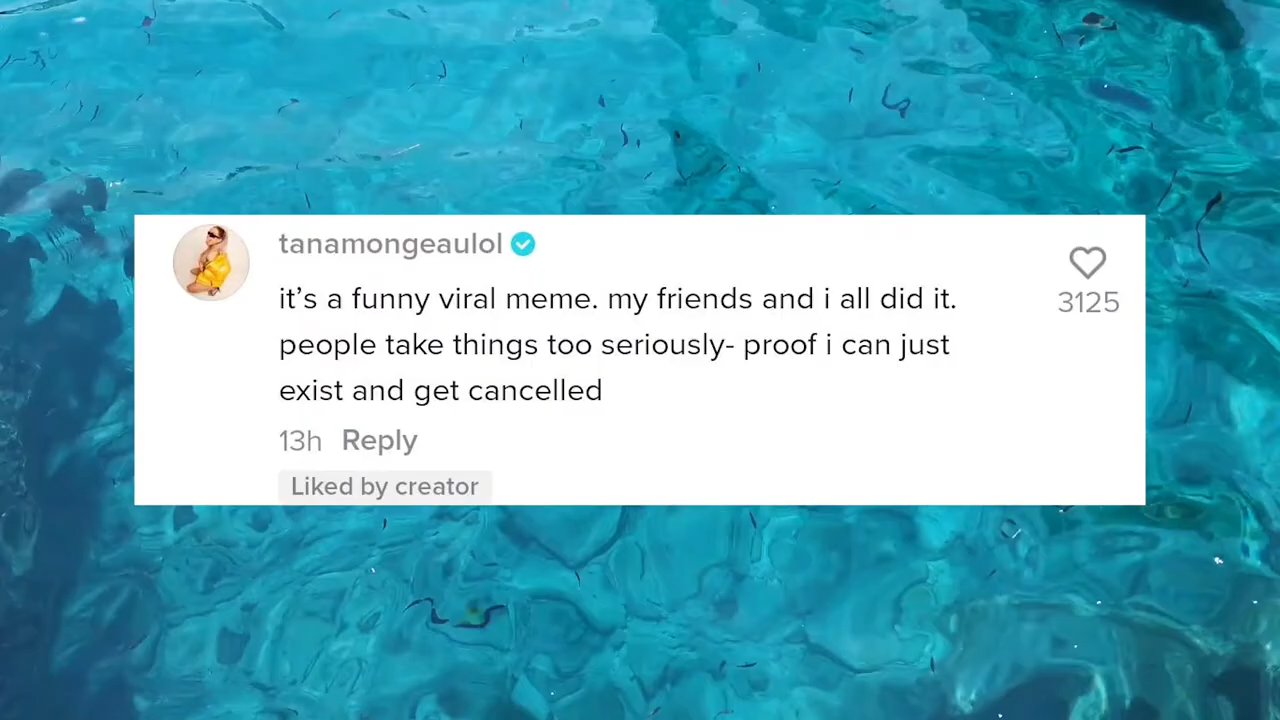 tanamongeaulol
it’s a funny viral meme. my friends and i all did it.
people take things too seriously- proof i can just
exist and get cancelled
3125
13h Reply
Liked by creator